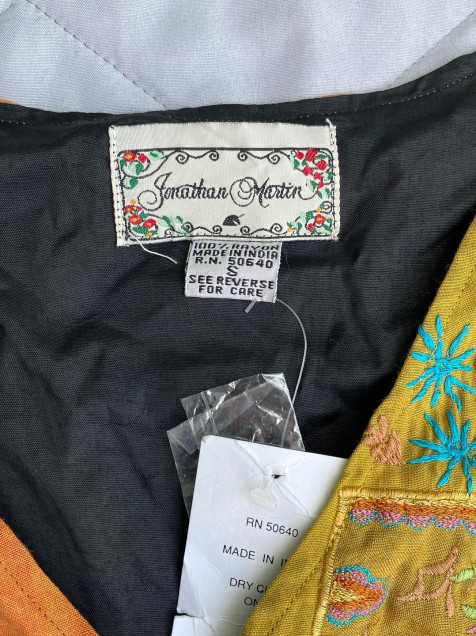 Jonathan Martin
100% RAYON
MADE IN INDIA
R.N. 50640
S
SEE REVERSE
FOR CARE
RN 50640
MADE IN
DRY